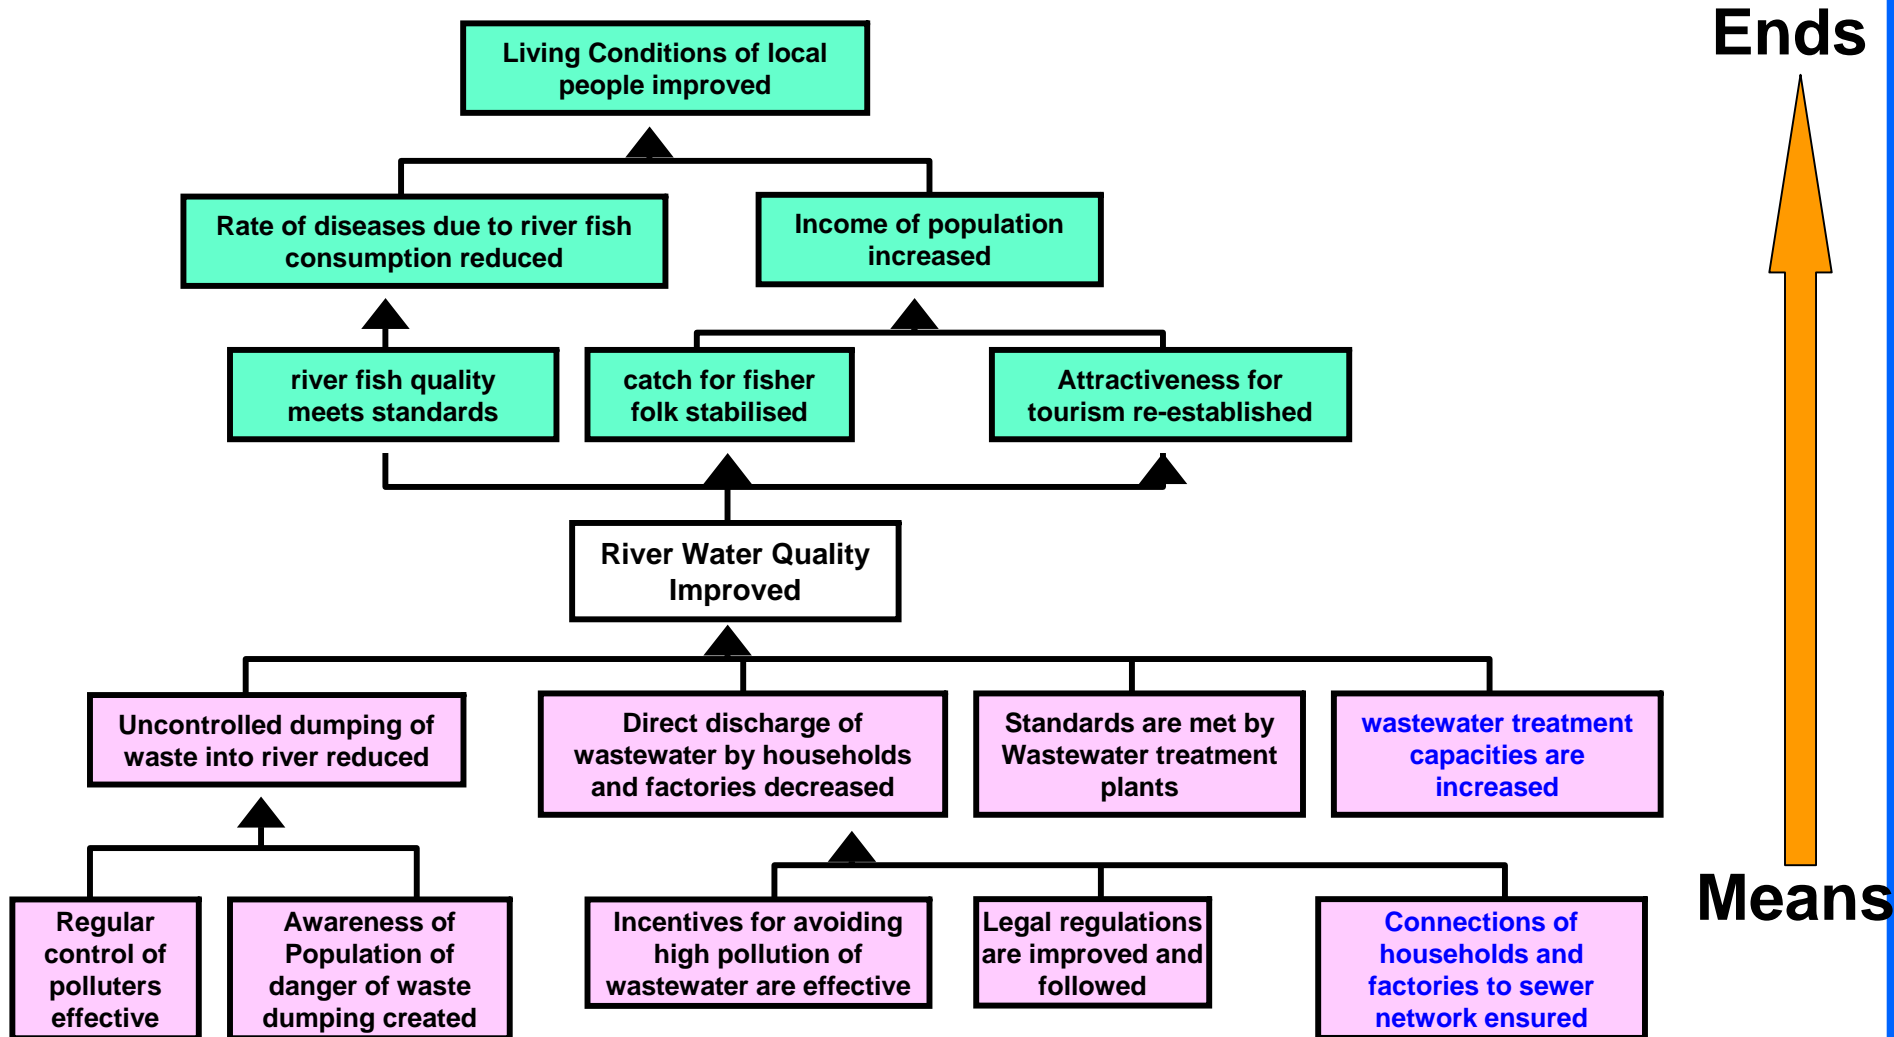 Ends
Living Conditions of local
people improved
Rate of diseases due to river fish
consumption reduced
Income of population
increased
river fish quality
meets standards
catch for fisher
folk stabilised
Attractiveness for
tourism re-established
River Water Quality
Improved
Uncontrolled dumping of
waste into river reduced
Direct discharge of
wastewater by households
and factories decreased
Standards are met by
Wastewater treatment
plants
wastewater treatment
capacities are
increased
Means
Regular
control of
polluters
effective
Awareness of
Population of
danger of waste
dumping created
Incentives for avoiding
high pollution of
wastewater are effective
Legal regulations
are improved and
followed
Connections of
households and
factories to sewer
network ensured